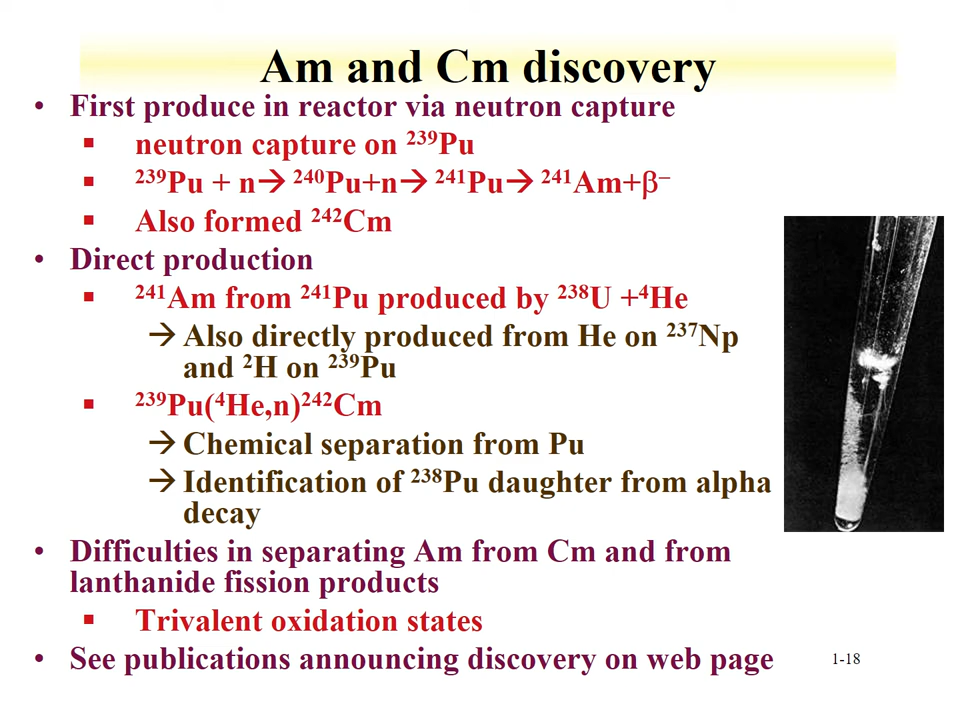 Am and Cm discovery
• First produce in reactor via neutron capture
▪ neutron capture on ²³⁹Pu
▪ ²³⁹Pu + n→ ²⁴⁰Pu+n→ ²⁴¹Pu→ ²⁴¹Am+β⁻
▪ Also formed ²⁴²Cm
• Direct production
▪ ²⁴¹Am from ²⁴¹Pu produced by ²³⁸U +⁴He
→ Also directly produced from He on ²³⁷Np
and ²H on ²³⁹Pu
▪ ²³⁹Pu(⁴He,n)²⁴²Cm
→ Chemical separation from Pu
→ Identification of ²³⁸Pu daughter from alpha
decay
• Difficulties in separating Am from Cm and from
lanthanide fission products
▪ Trivalent oxidation states
• See publications announcing discovery on web page
1-18